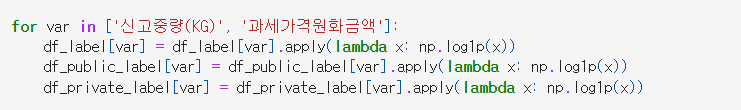 for var in ['신고중량(KG)', '과세가격원화금액']:
    df_label[var] = df_label[var].apply(lambda x: np.log1p(x))
    df_public_label[var] = df_public_label[var].apply(lambda x: np.log1p(x))
    df_private_label[var] = df_private_label[var].apply(lambda x: np.log1p(x))